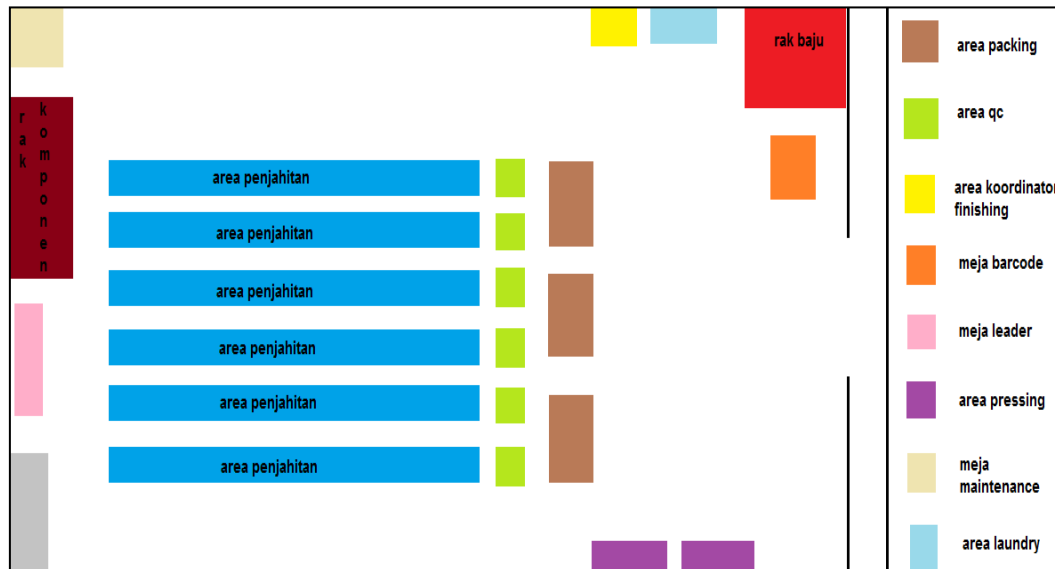 rak baju
rak
komponen
area penjahitan
area penjahitan
area penjahitan
area penjahitan
area penjahitan
area penjahitan
area packing
area qc
area koordinator
finishing
meja barcode
meja leader
area pressing
meja
maintenance
area laundry